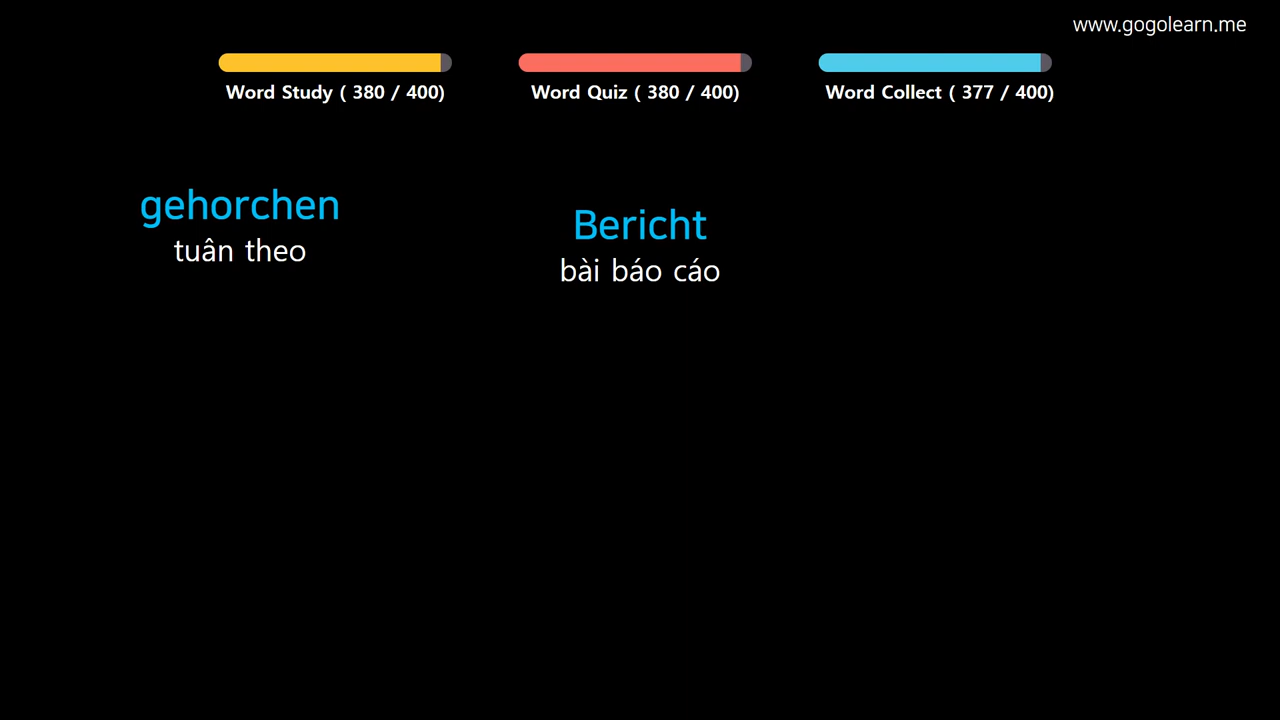 www.gogolearn.me
Word Study ( 380 / 400)
Word Quiz ( 380 / 400)
Word Collect ( 377 / 400)
gehorchen
tuân theo
Bericht
bài báo cáo